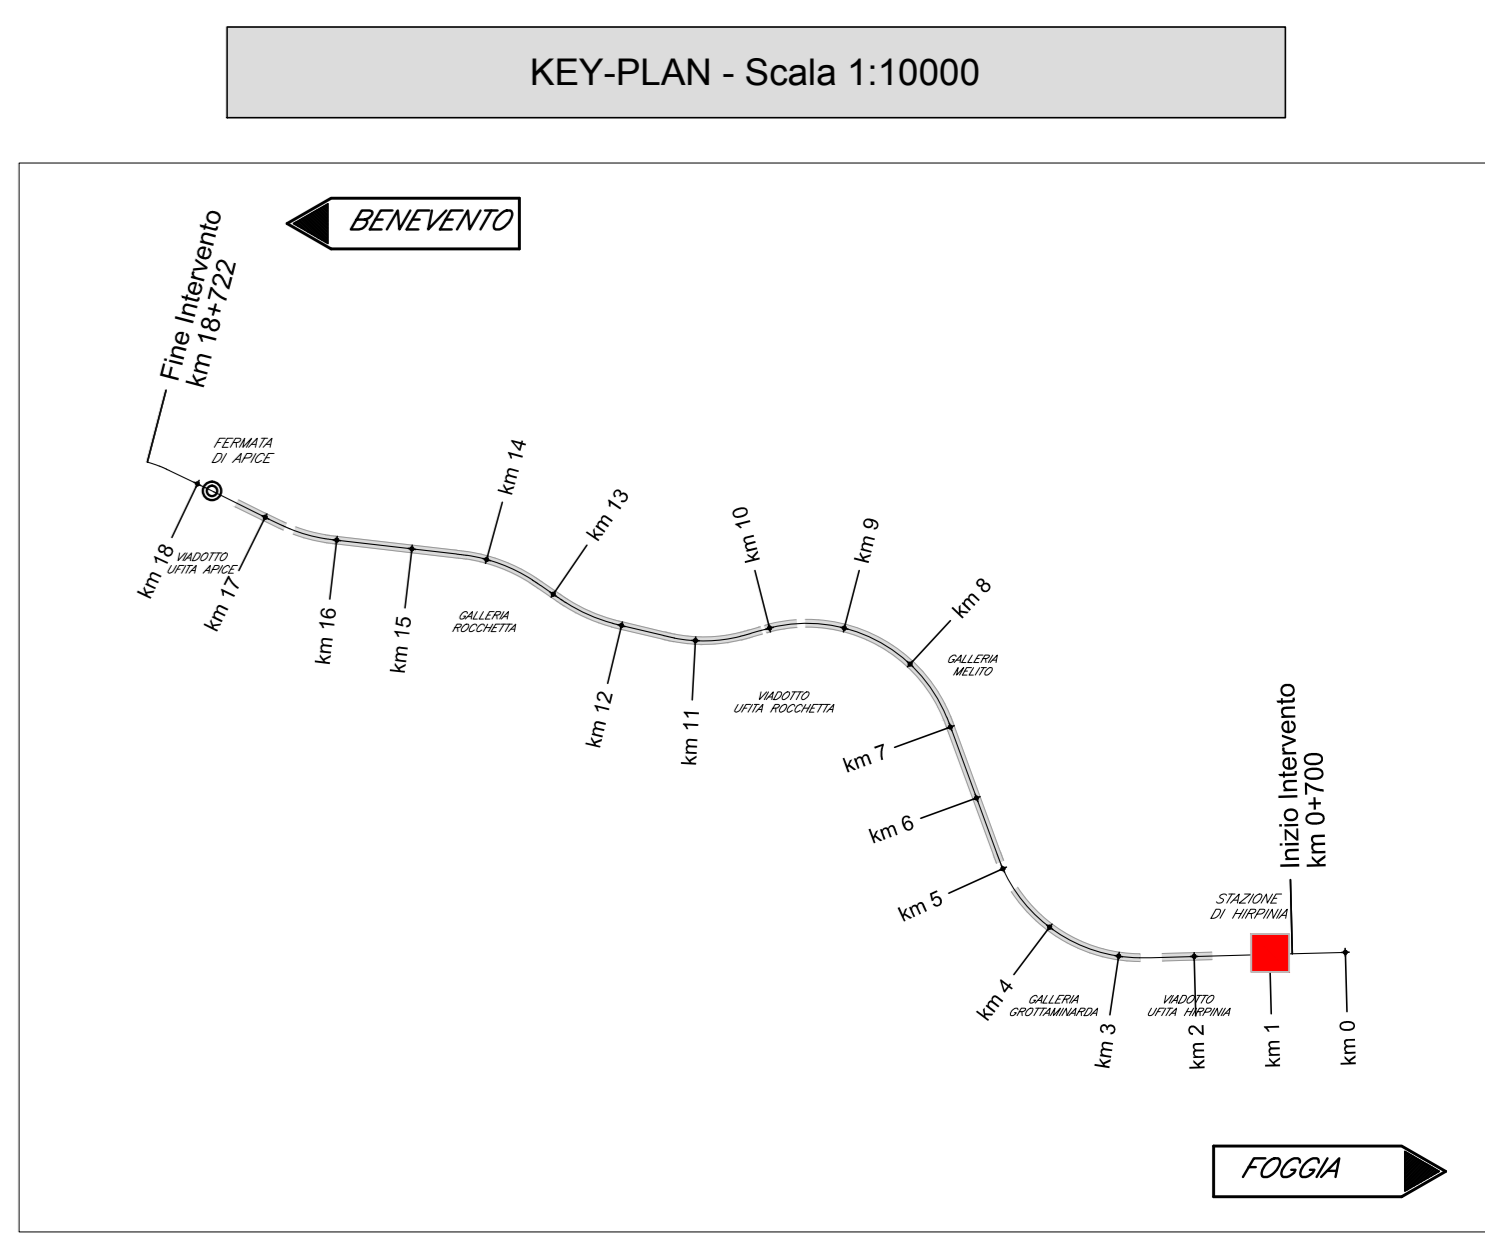 KEY-PLAN - Scala 1:10000
BENEVENTO
Fine Intervento
km 18+722
FERMATA
DI APICE
km 18
VIADOTTO
UFITA APICE
km 17
km 16
km 15
km 14
GALLERIA
ROCCHETTA
km 13
km 12
km 11
km 10
VIADOTTO
UFITA ROCCHETTA
km 9
km 8
GALLERIA
MELITO
km 7
km 6
km 5
km 4
GALLERIA
GROTTAMINARDA
km 3
VIADOTTO
UFITA HIRPINIA
km 2
STAZIONE
DI HIRPINIA
km 1
Inizio Intervento
km 0+700
km 0
FOGGIA